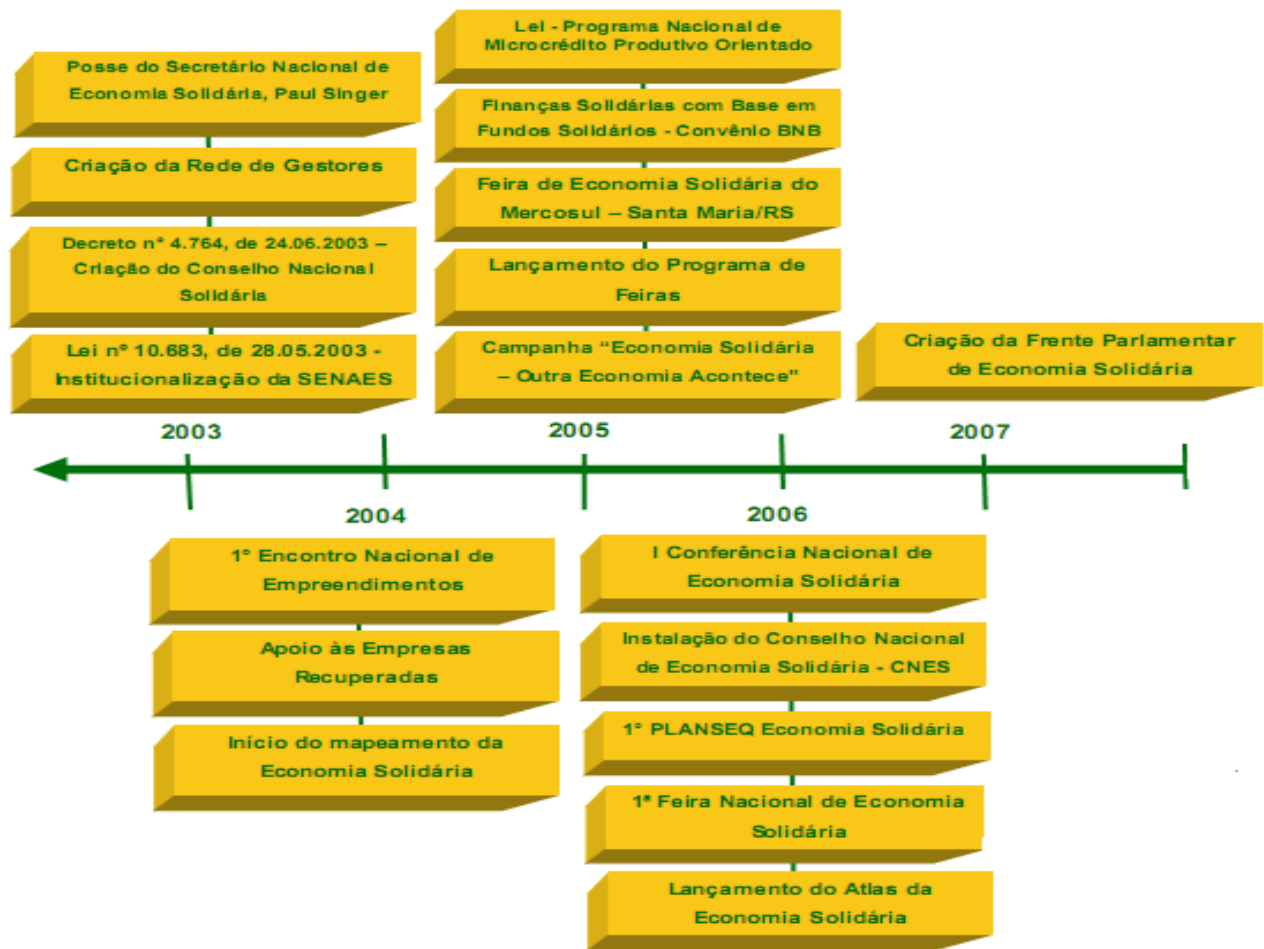 Posse do Secretário Nacional de
Economia Solidária, Paul Singer
Criação da Rede de Gestores
Decreto n° 4.764, de 24.06.2003 –
Criação do Conselho Nacional
Solidária
Lei nº 10.683, de 28.05.2003 -
Institucionalização da SENAES
2003
1° Encontro Nacional de
Empreendimentos
Apoio às Empresas
Recuperadas
Início do mapeamento da
Economia Solidária
2004
Lei - Programa Nacional de
Microcrédito Produtivo Orientado
Finanças Solidárias com Base em
Fundos Solidários - Convênio BNB
Feira de Economia Solidária do
Mercosul – Santa Maria/RS
Lançamento do Programa de
Feiras
Campanha “Economia Solidária
– Outra Economia Acontece"
2005
2006
I Conferência Nacional de
Economia Solidária
Instalação do Conselho Nacional
de Economia Solidária - CNES
1° PLANSEQ Economia Solidária
1ª Feira Nacional de Economia
Solidária
Lançamento do Atlas da
Economia Solidária
Criação da Frente Parlamentar
de Economia Solidária
2007